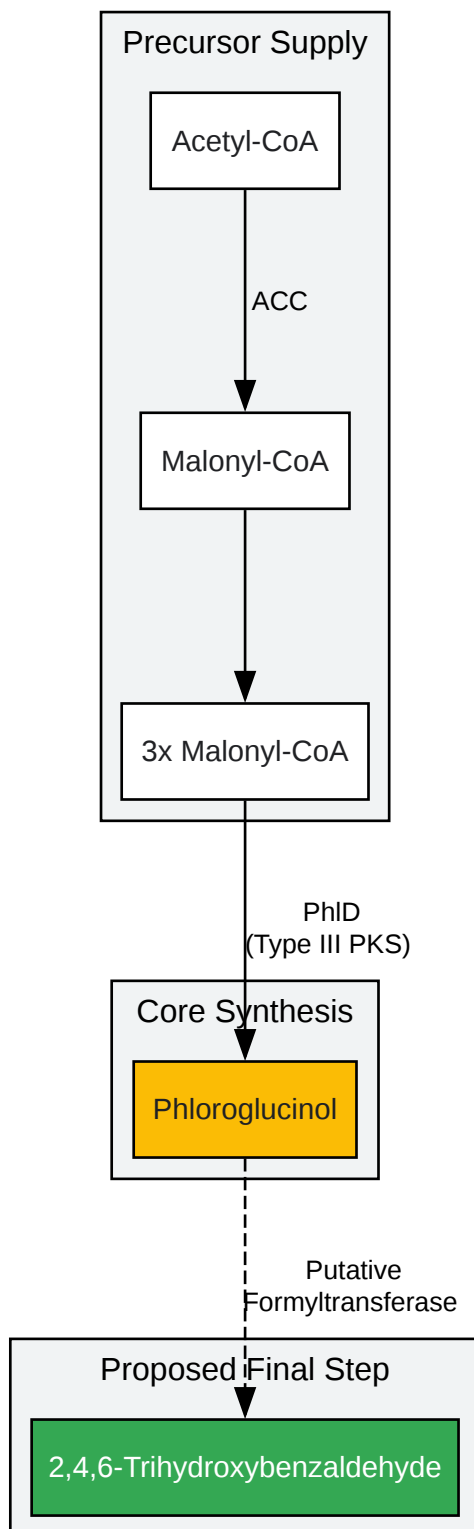 Precursor Supply
Acetyl-CoA
ACC
Malonyl-CoA
3x Malonyl-CoA
PhlD
(Type III PKS)
Core Synthesis
Phloroglucinol
Putative
Formyltransferase
Proposed Final Step
2,4,6-Trihydroxybenzaldehyde